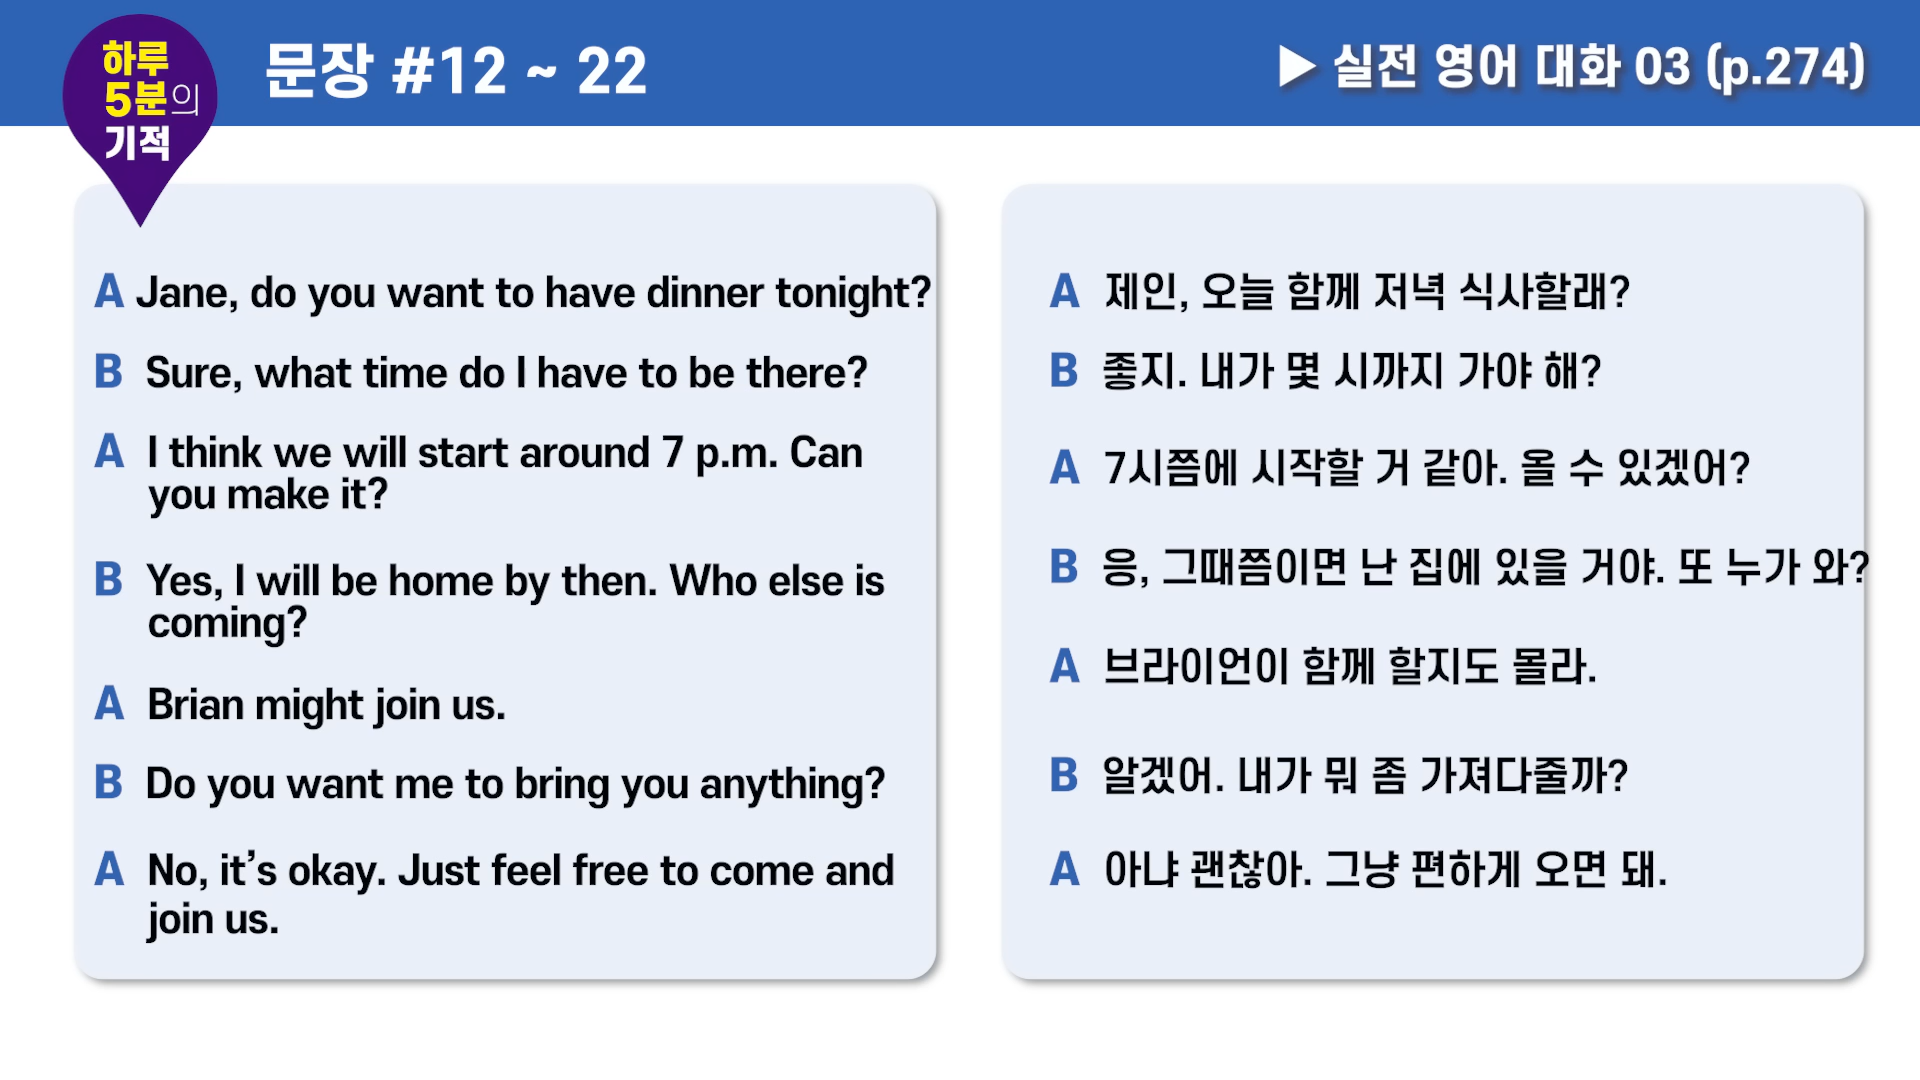 하루
5분의
기적
문장 #12 ~ 22
▶ 실전 영어 대화 03 (p.274)
A Jane, do you want to have dinner tonight?
B Sure, what time do I have to be there?
A I think we will start around 7 p.m. Can
you make it?
B Yes, I will be home by then. Who else is
coming?
A Brian might join us.
B Do you want me to bring you anything?
A No, it’s okay. Just feel free to come and
join us.
A 제인, 오늘 함께 저녁 식사할래?
B 좋지. 내가 몇 시까지 가야 해?
A 7시쯤에 시작할 거 같아. 올 수 있겠어?
B 응, 그때쯤이면 난 집에 있을 거야. 또 누가 와?
A 브라이언이 함께 할지도 몰라.
B 알겠어. 내가 뭐 좀 가져다줄까?
A 아냐 괜찮아. 그냥 편하게 오면 돼.